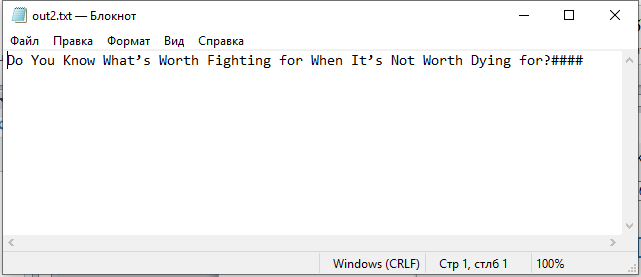 out2.txt — Блокнот
Файл Правка Формат Вид Справка
Do You Know What’s Worth Fighting for When It’s Not Worth Dying for?####
Windows (CRLF) Стр 1, стлб 1 100%